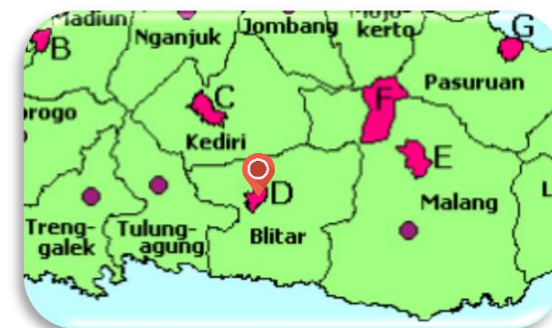 Madiun
B
Nganjuk
Jombang
Mojo-
kerto
G
Pasuruan
C
F
orogo
Kediri
E
D
Malang
L
Treng-
galek
Tulung-
agung
Blitar